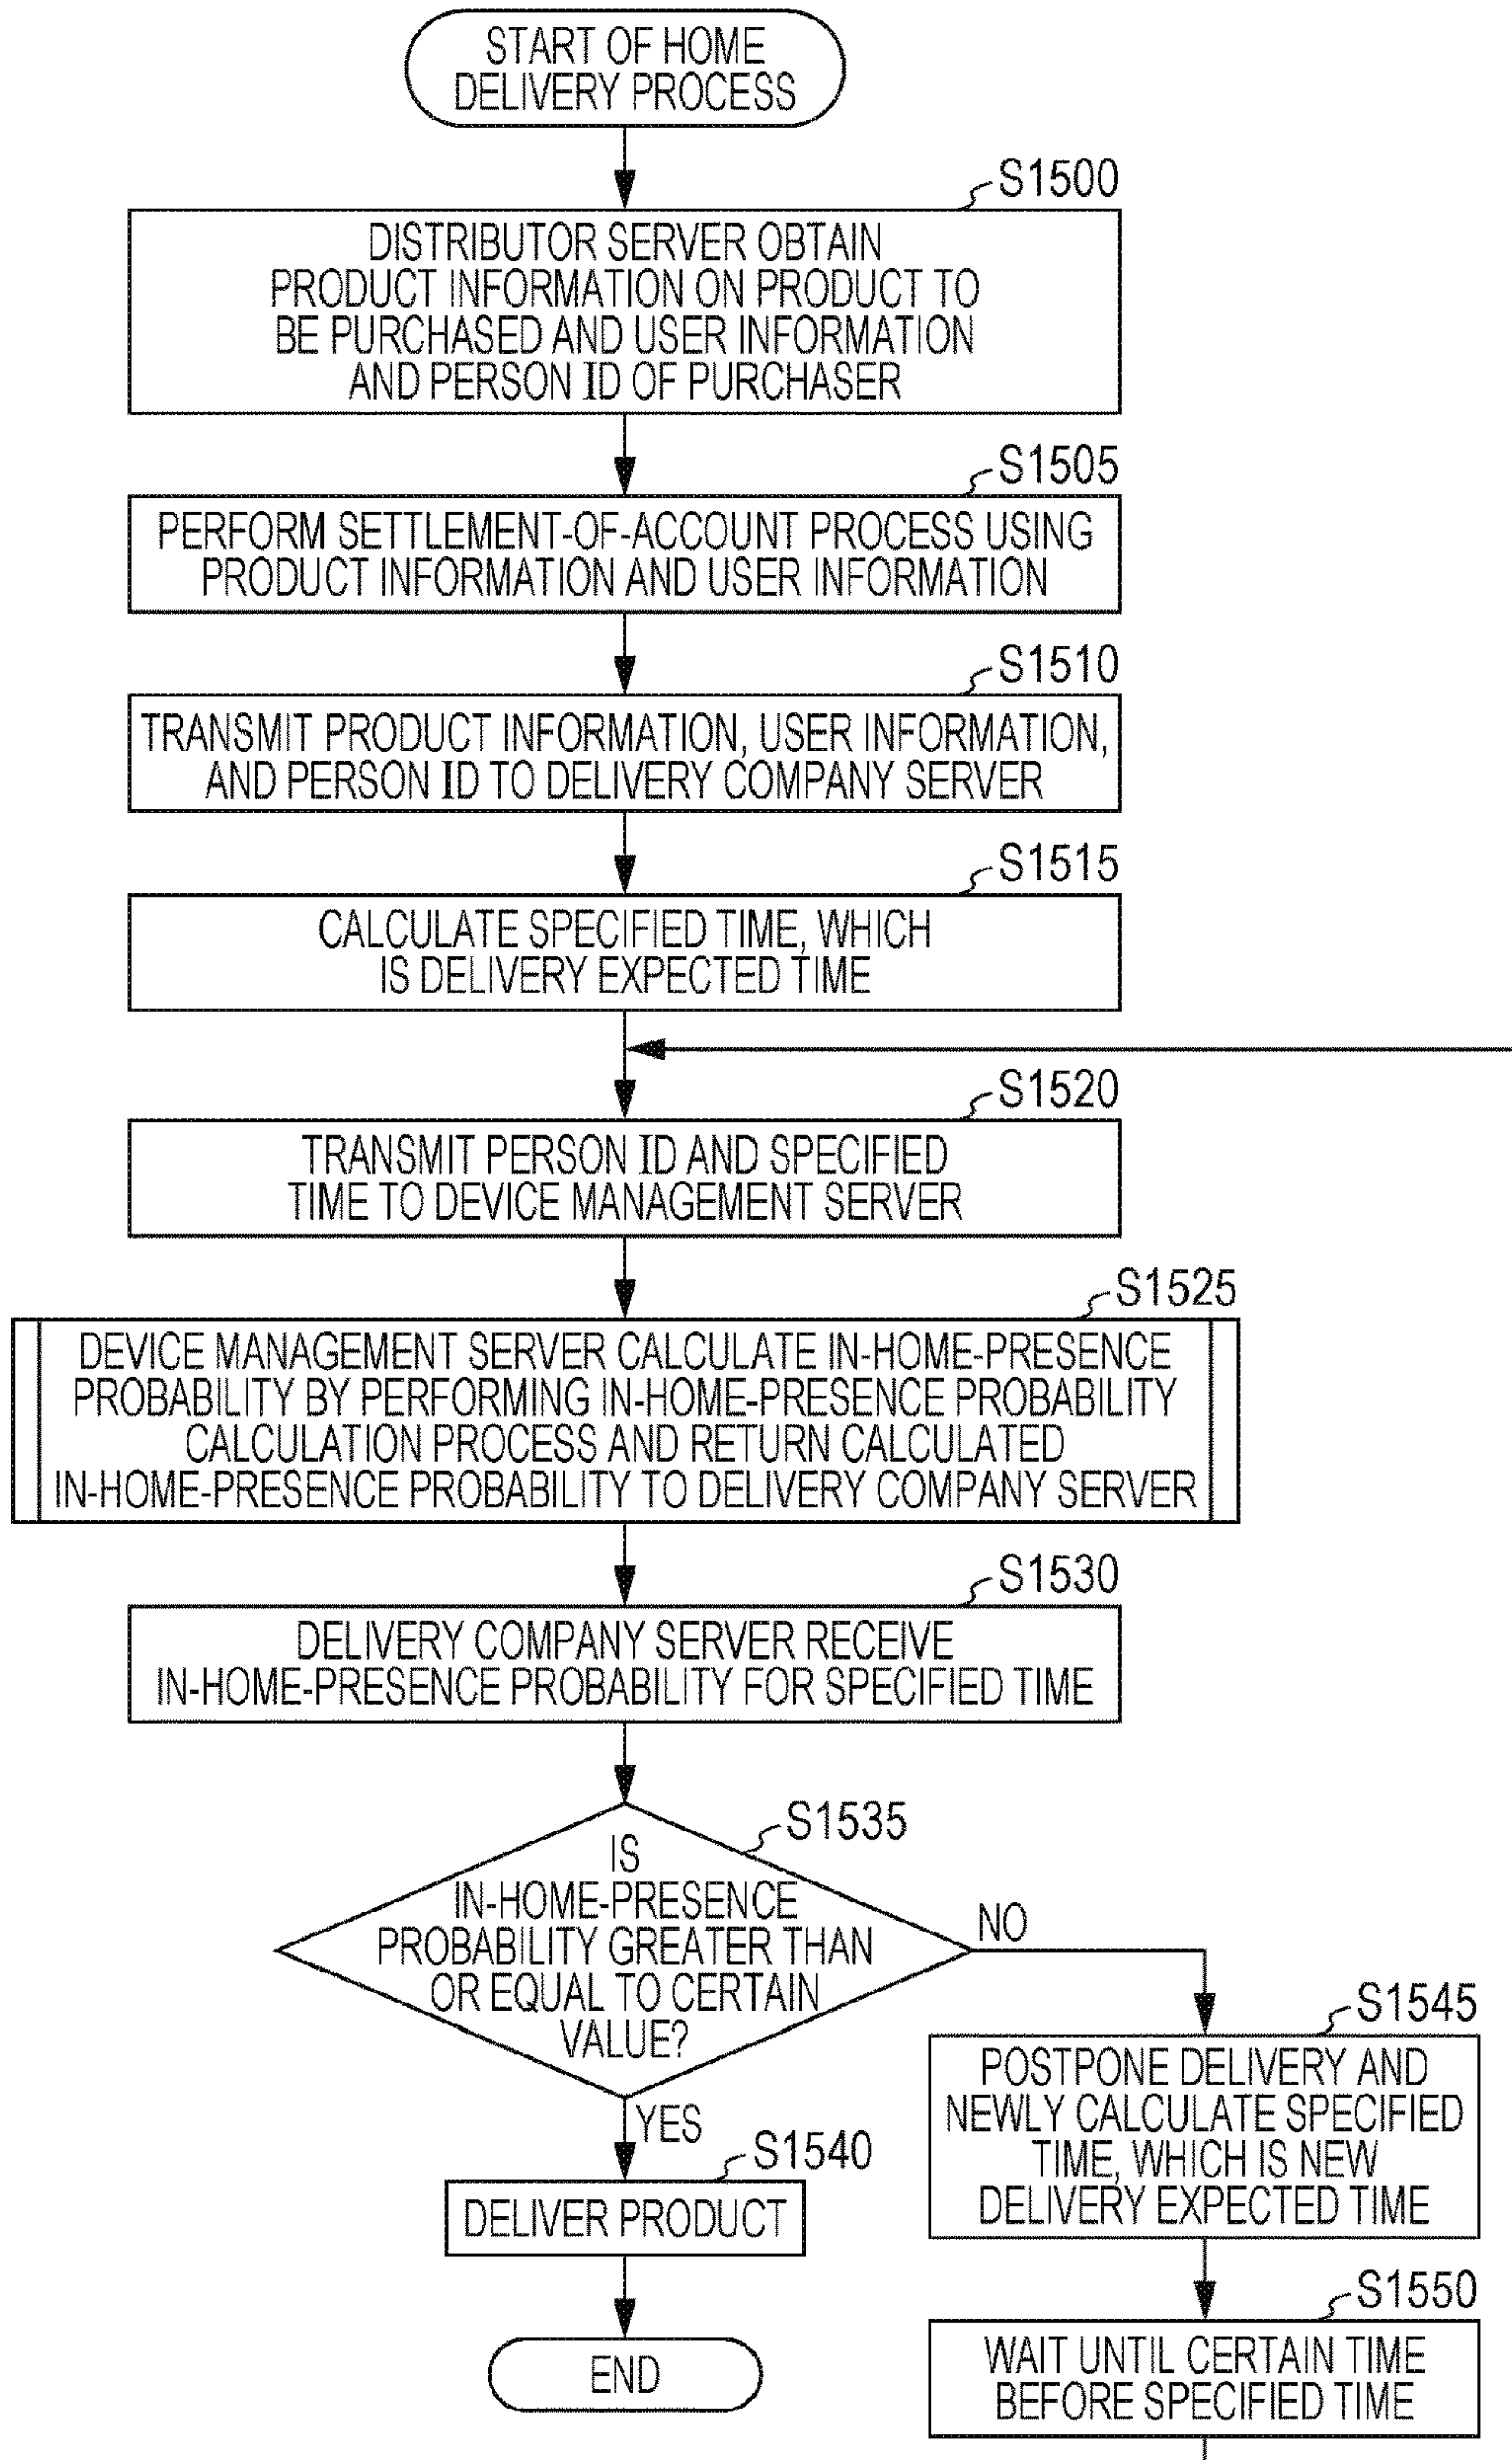 START OF HOME
DELIVERY PROCESS
S1500
DISTRIBUTOR SERVER OBTAIN
PRODUCT INFORMATION ON PRODUCT TO
BE PURCHASED AND USER INFORMATION
AND PERSON ID OF PURCHASER
S1505
PERFORM SETTLEMENT-OF-ACCOUNT PROCESS USING
PRODUCT INFORMATION AND USER INFORMATION
S1510
TRANSMIT PRODUCT INFORMATION, USER INFORMATION,
AND PERSON ID TO DELIVERY COMPANY SERVER
S1515
CALCULATE SPECIFIED TIME, WHICH
IS DELIVERY EXPECTED TIME
S1520
TRANSMIT PERSON ID AND SPECIFIED
TIME TO DEVICE MANAGEMENT SERVER
S1525
DEVICE MANAGEMENT SERVER CALCULATE IN-HOME-PRESENCE
PROBABILITY BY PERFORMING IN-HOME-PRESENCE PROBABILITY
CALCULATION PROCESS AND RETURN CALCULATED
IN-HOME-PRESENCE PROBABILITY TO DELIVERY COMPANY SERVER
S1530
DELIVERY COMPANY SERVER RECEIVE
IN-HOME-PRESENCE PROBABILITY FOR SPECIFIED TIME
S1535
IS
IN-HOME-PRESENCE
PROBABILITY GREATER THAN
OR EQUAL TO CERTAIN
VALUE?
NO
YES
S1540
DELIVER PRODUCT
END
S1545
POSTPONE DELIVERY AND
NEWLY CALCULATE SPECIFIED
TIME, WHICH IS NEW
DELIVERY EXPECTED TIME
S1550
WAIT UNTIL CERTAIN TIME
BEFORE SPECIFIED TIME